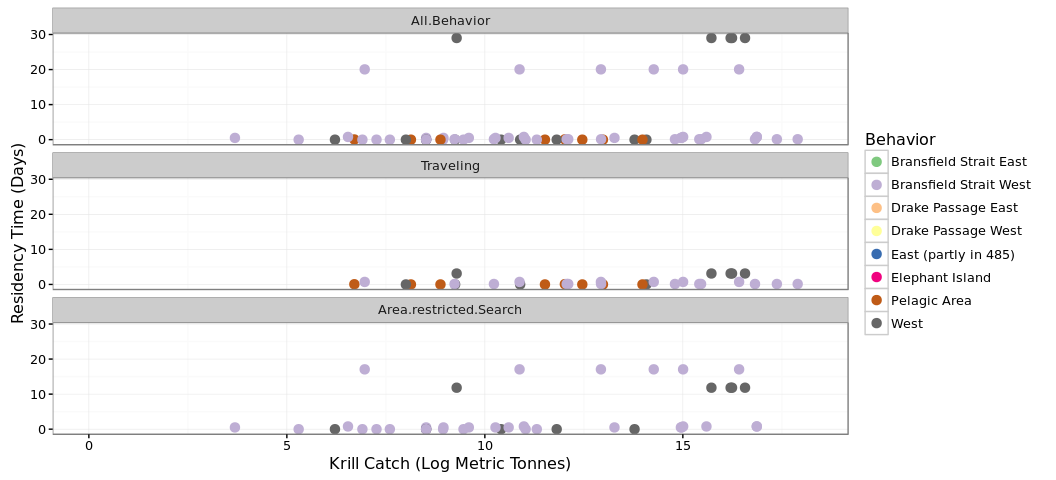 All.Behavior
30
20
10
0
Traveling
30
20
10
0
Area.restricted.Search
30
20
10
0
0 5 10 15
Krill Catch (Log Metric Tonnes)
Residency Time (Days)
Behavior
Bransfield Strait East
Bransfield Strait West
Drake Passage East
Drake Passage West
East (partly in 485)
Elephant Island
Pelagic Area
West